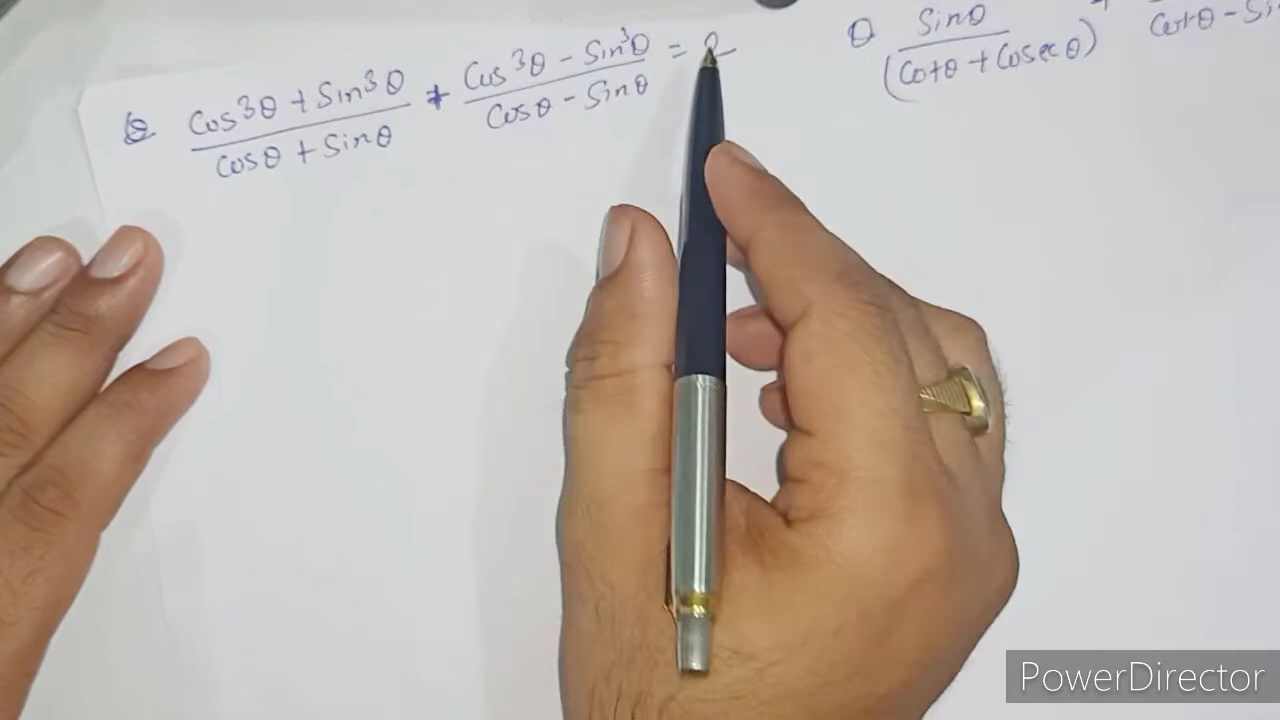 Q cos³θ + sin³θ / cosθ + sinθ + cos³θ - sin³θ / cosθ - sinθ = 2
Q sinθ / (cotθ + cosecθ) +
PowerDirector